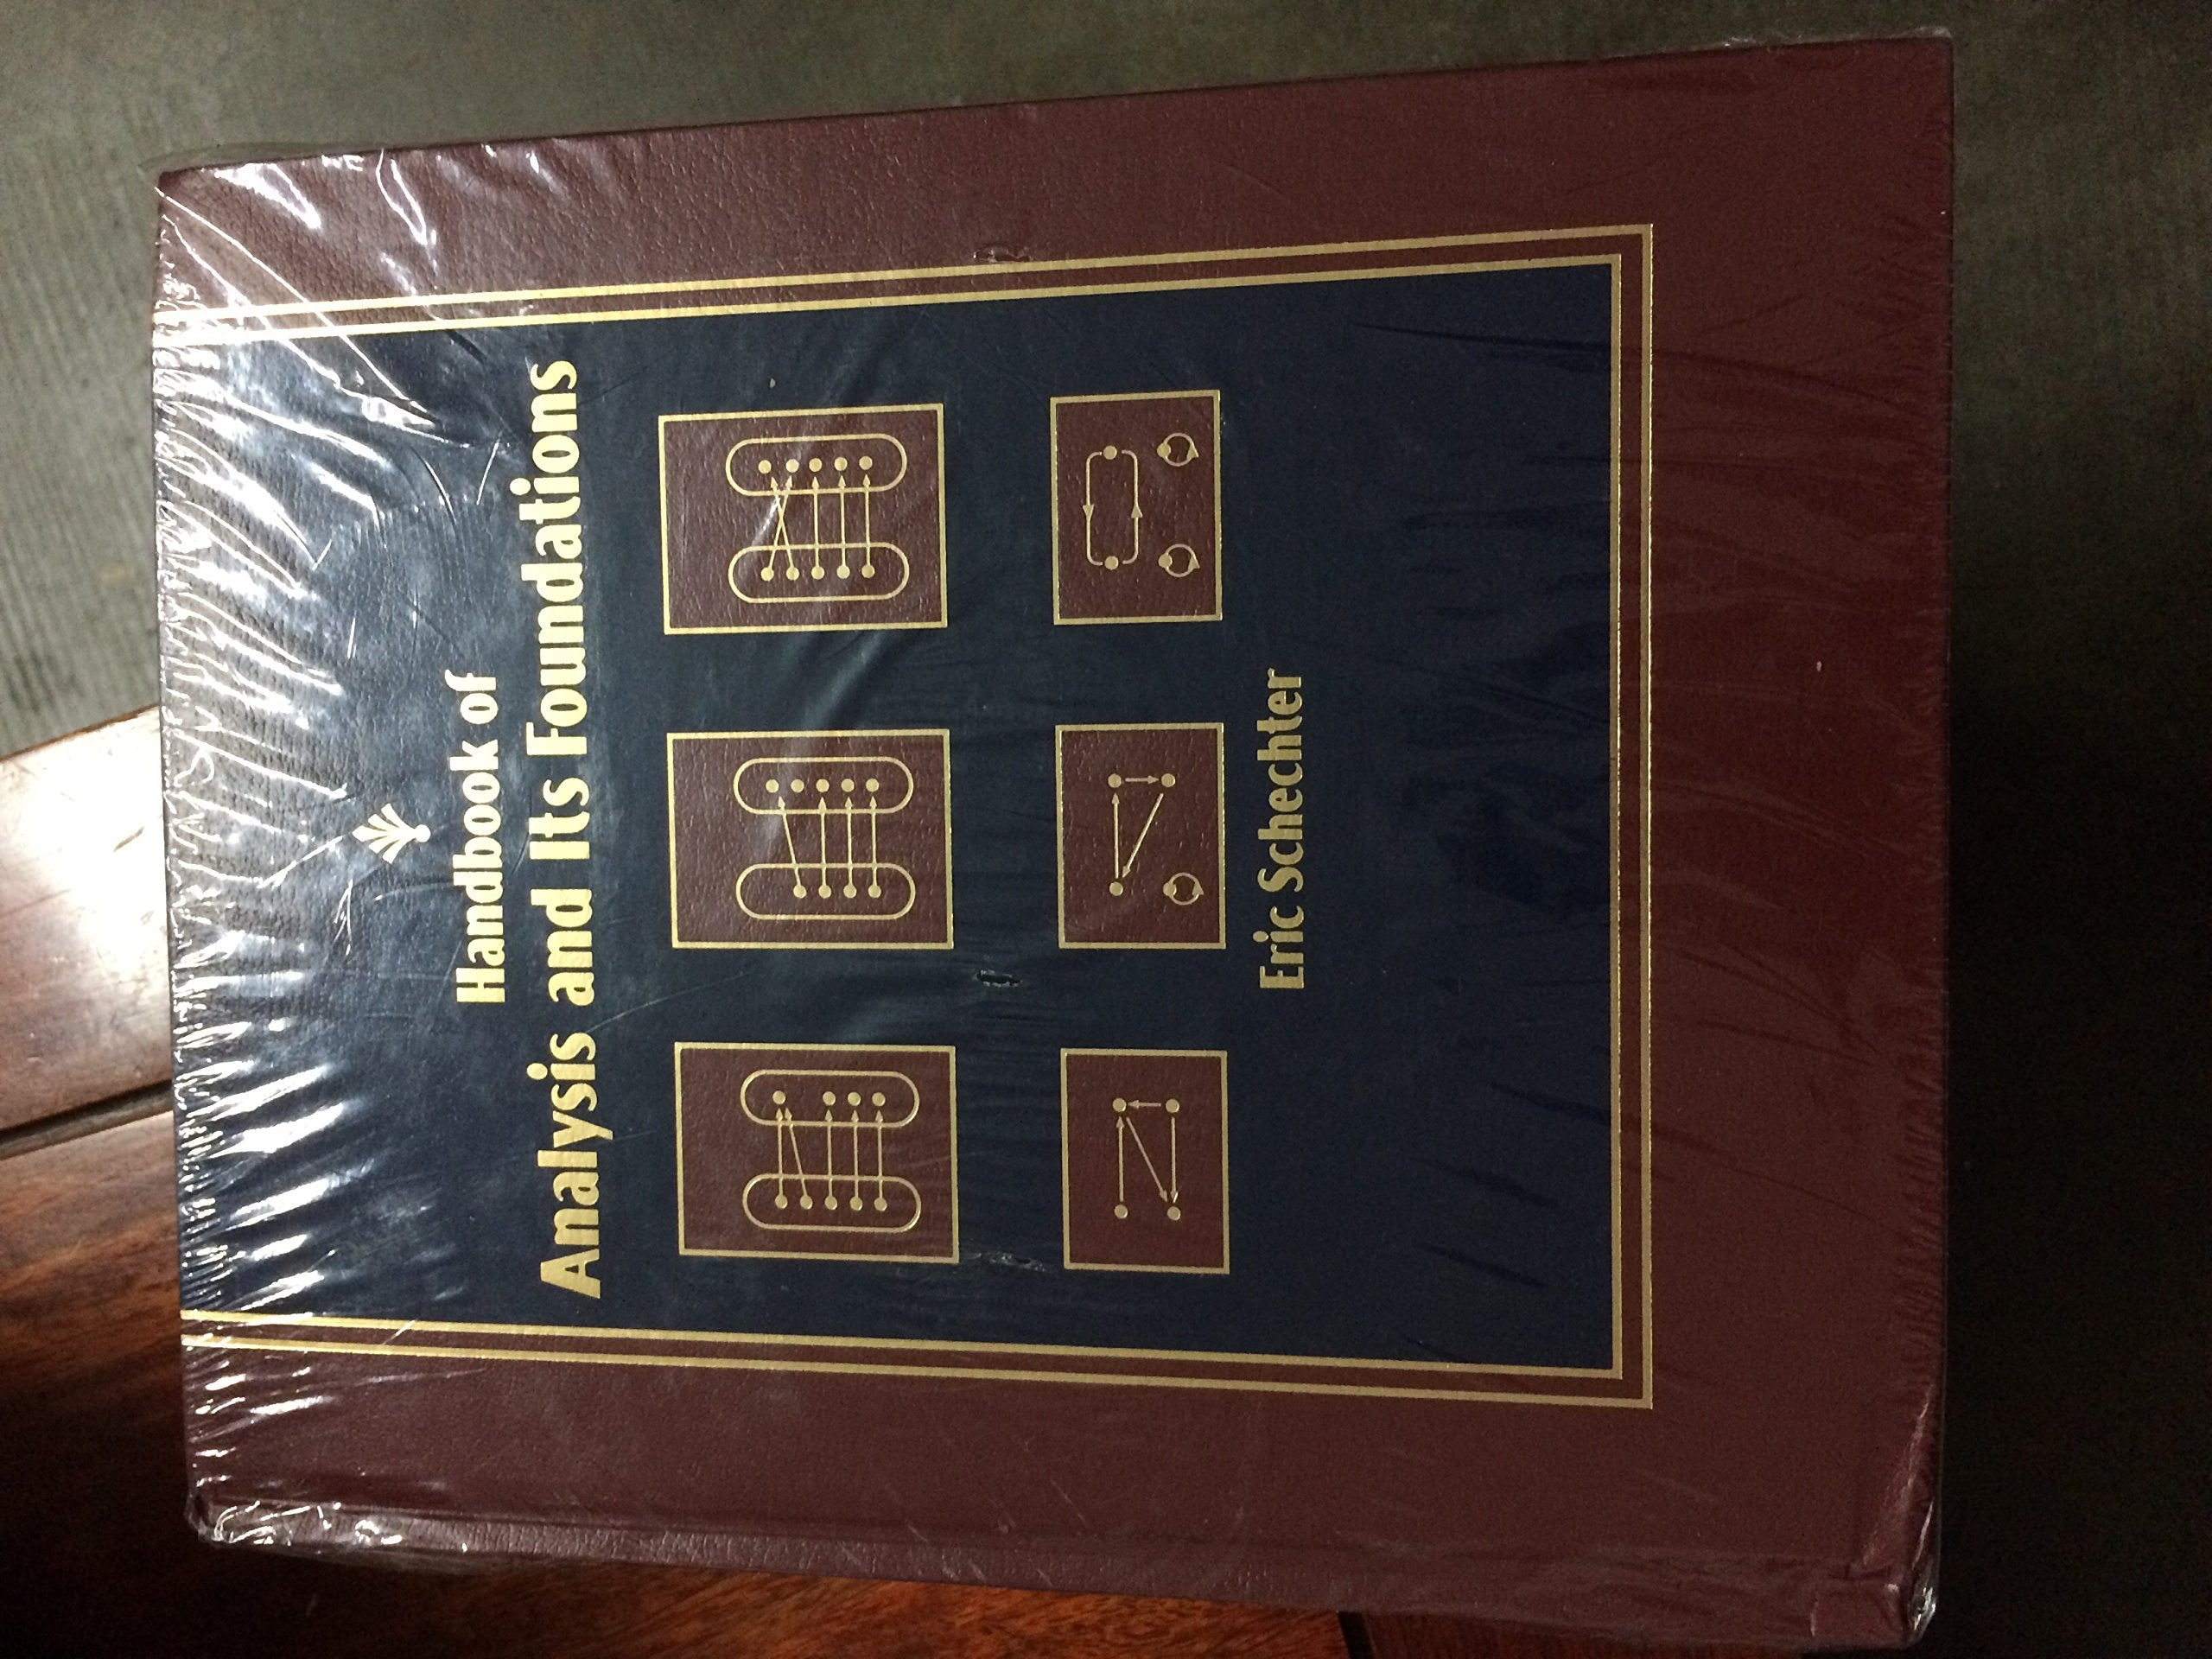 Handbook of
Analysis and Its Foundations
Eric Schechter